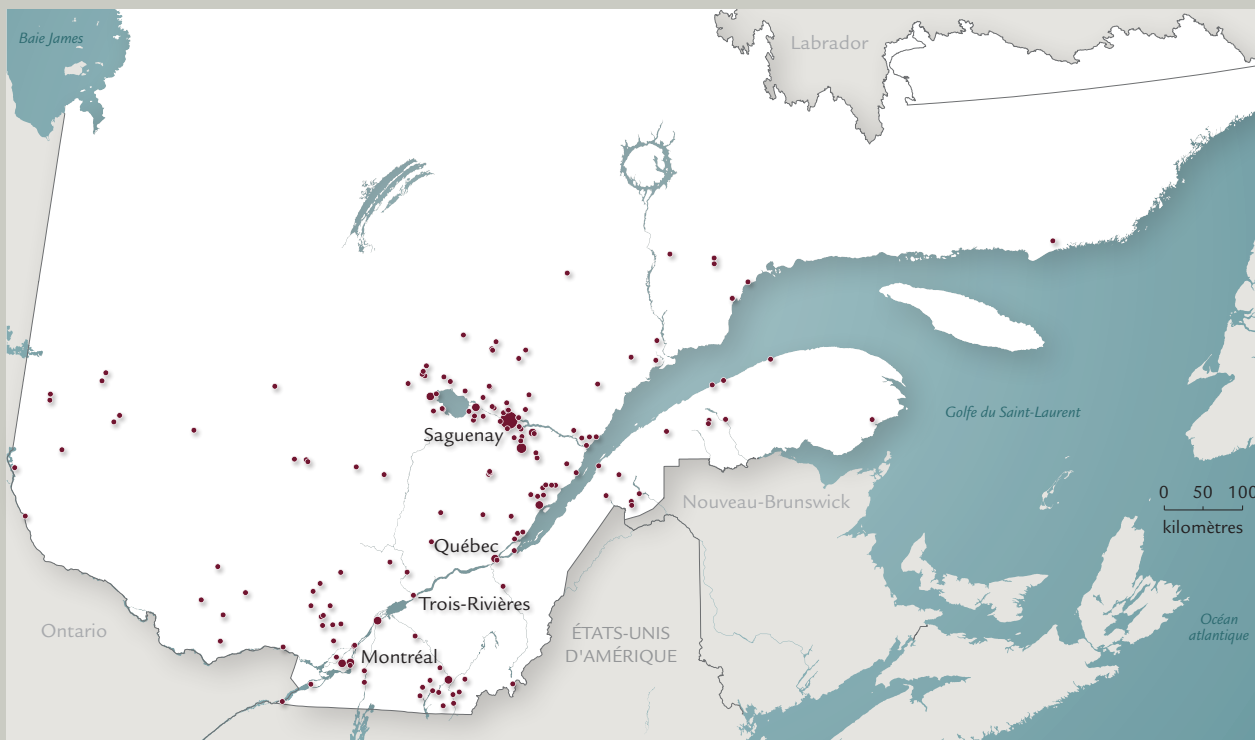 Baie James
Labrador
Saguenay
Golfe du Saint-Laurent
Nouveau-Brunswick
0 50 100
kilomètres
Québec
Trois-Rivières
Ontario
ÉTATS-UNIS
D'AMÉRIQUE
Océan
atlantique
Montréal